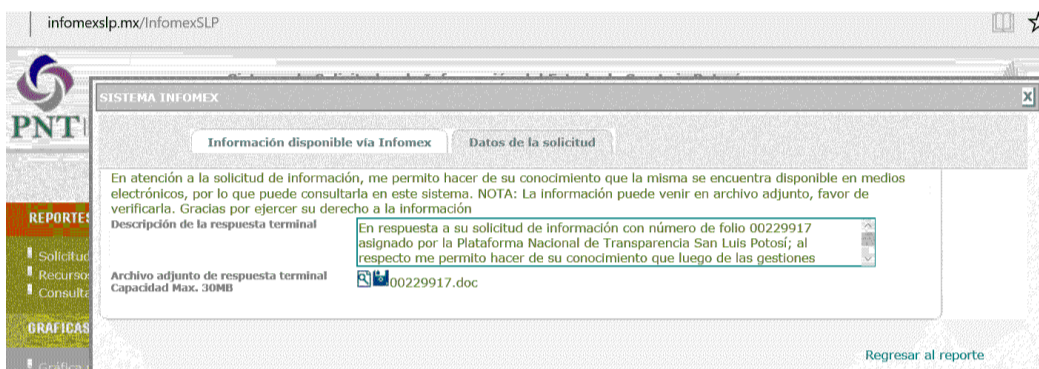 infomexslp.mx/InfomexSLP
SISTEMA INFOMEX
X
PNT
Información disponible vía Infomex
Datos de la solicitud
En atención a la solicitud de información, me permito hacer de su conocimiento que la misma se encuentra disponible en medios
electrónicos, por lo que puede consultarla en este sistema. NOTA: La información puede venir en archivo adjunto, favor de
verificarla. Gracias por ejercer su derecho a la información
Descripción de la respuesta terminal
En respuesta a su solicitud de información con número de folio 00229917
asignado por la Plataforma Nacional de Transparencia San Luis Potosí; al
respecto me permito hacer de su conocimiento que luego de las gestiones
Archivo adjunto de respuesta terminal
Capacidad Max. 30MB
00229917.doc
REPORTES
Solicitud
Recurso
Consulta
GRAFICAS
Regresar al reporte